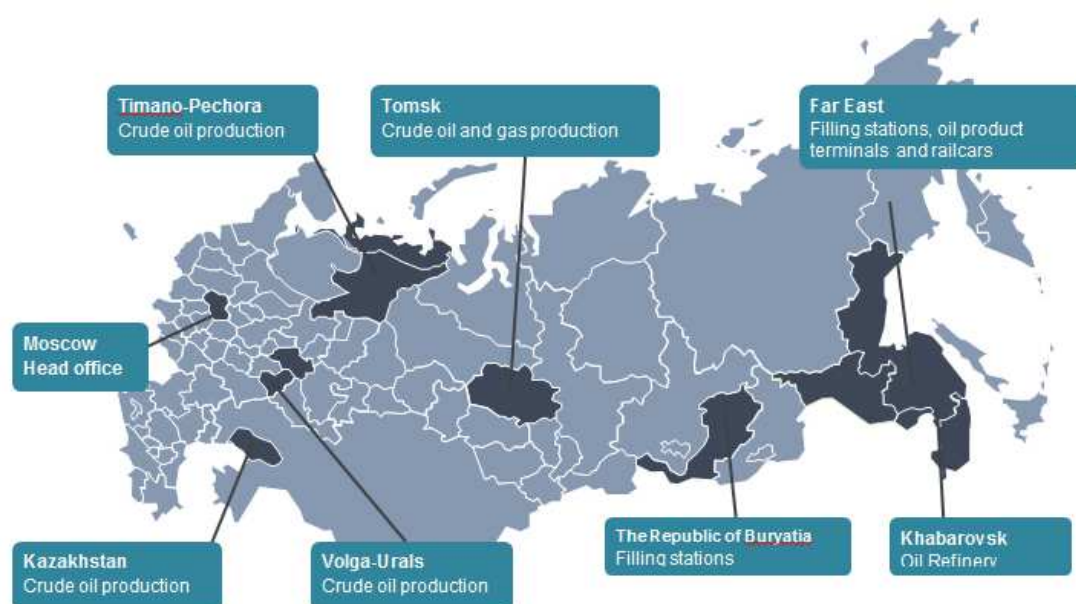 Timano-Pechora
Crude oil production
Tomsk
Crude oil and gas production
Far East
Filling stations, oil product
terminals and railcars
Moscow
Head office
Kazakhstan
Crude oil production
Volga-Urals
Crude oil production
The Republic of Buryatia
Filling stations
Khabarovsk
Oil Refinery